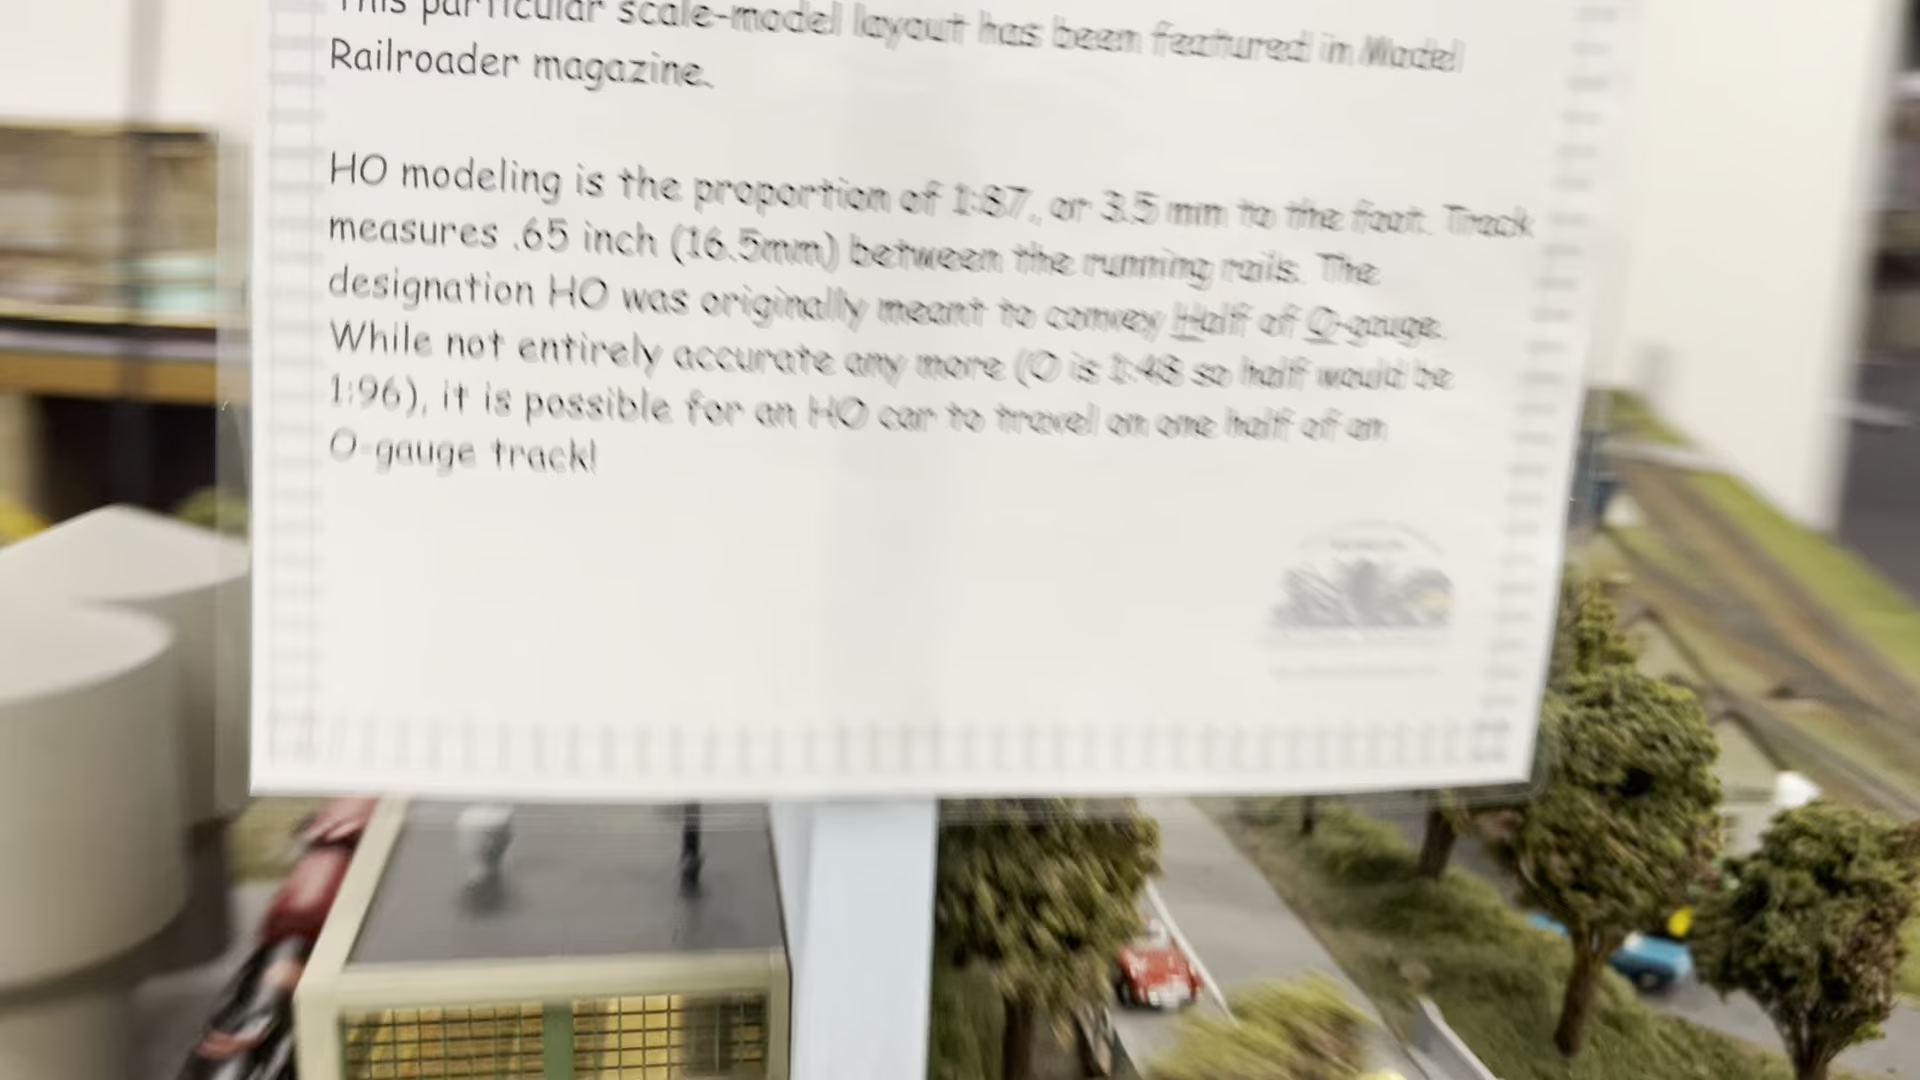 This particular scale-model layout has been featured in Model
Railroader magazine.
HO modeling is the proportion of 1:87, or 3.5 mm to the foot. Track
measures .65 inch (16.5mm) between the running rails. The
designation HO was originally meant to convey Half of O-gauge.
While not entirely accurate any more (O is 1:48 so half would be
1:96), it is possible for an HO car to travel on one half of an
O-gauge track!